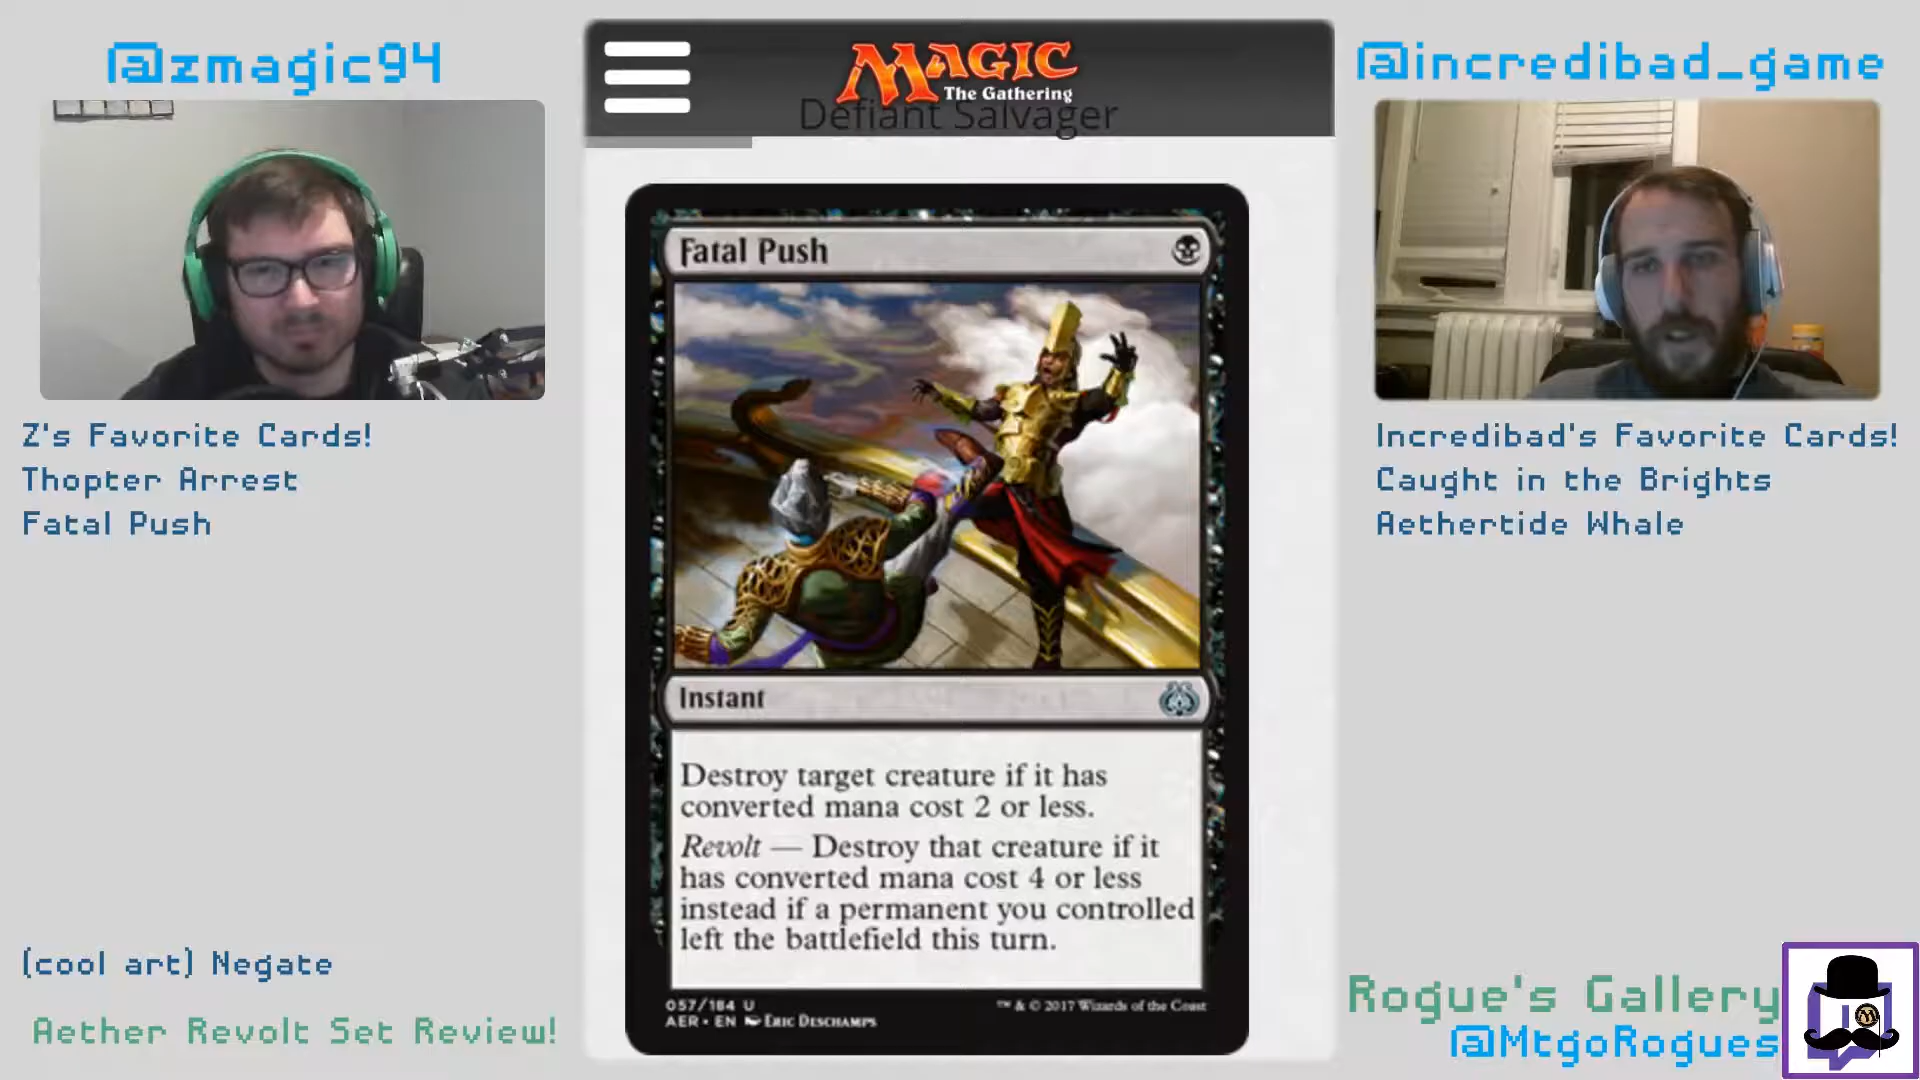 @zmagic94
Z's Favorite Cards!
Thopter Arrest
Fatal Push
(cool art) Negate
Aether Revolt Set Review!
MAGIC
The Gathering
Defiant Salvager
Fatal Push
Instant
Destroy target creature if it has
converted mana cost 2 or less.
Revolt — Destroy that creature if it
has converted mana cost 4 or less
instead if a permanent you controlled
left the battlefield this turn.
057/184 U
AER • EN ERIC DESCHAMPS
™ & © 2017 Wizards of the Coast
@incredibad_game
Incredibad's Favorite Cards!
Caught in the Brights
Aethertide Whale
Rogue's Gallery
@MtgoRogues